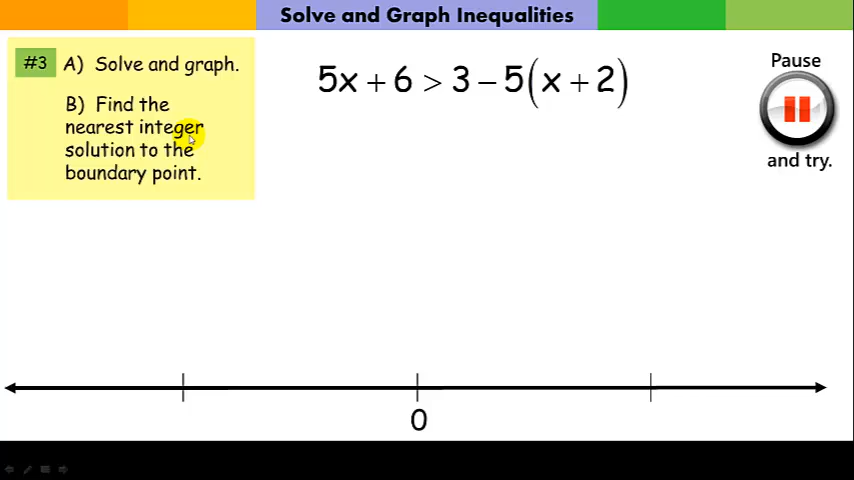 Solve and Graph Inequalities
#3 A) Solve and graph.
B) Find the
nearest integer
solution to the
boundary point.
5x + 6 > 3 − 5(x + 2)
Pause
and try.
0